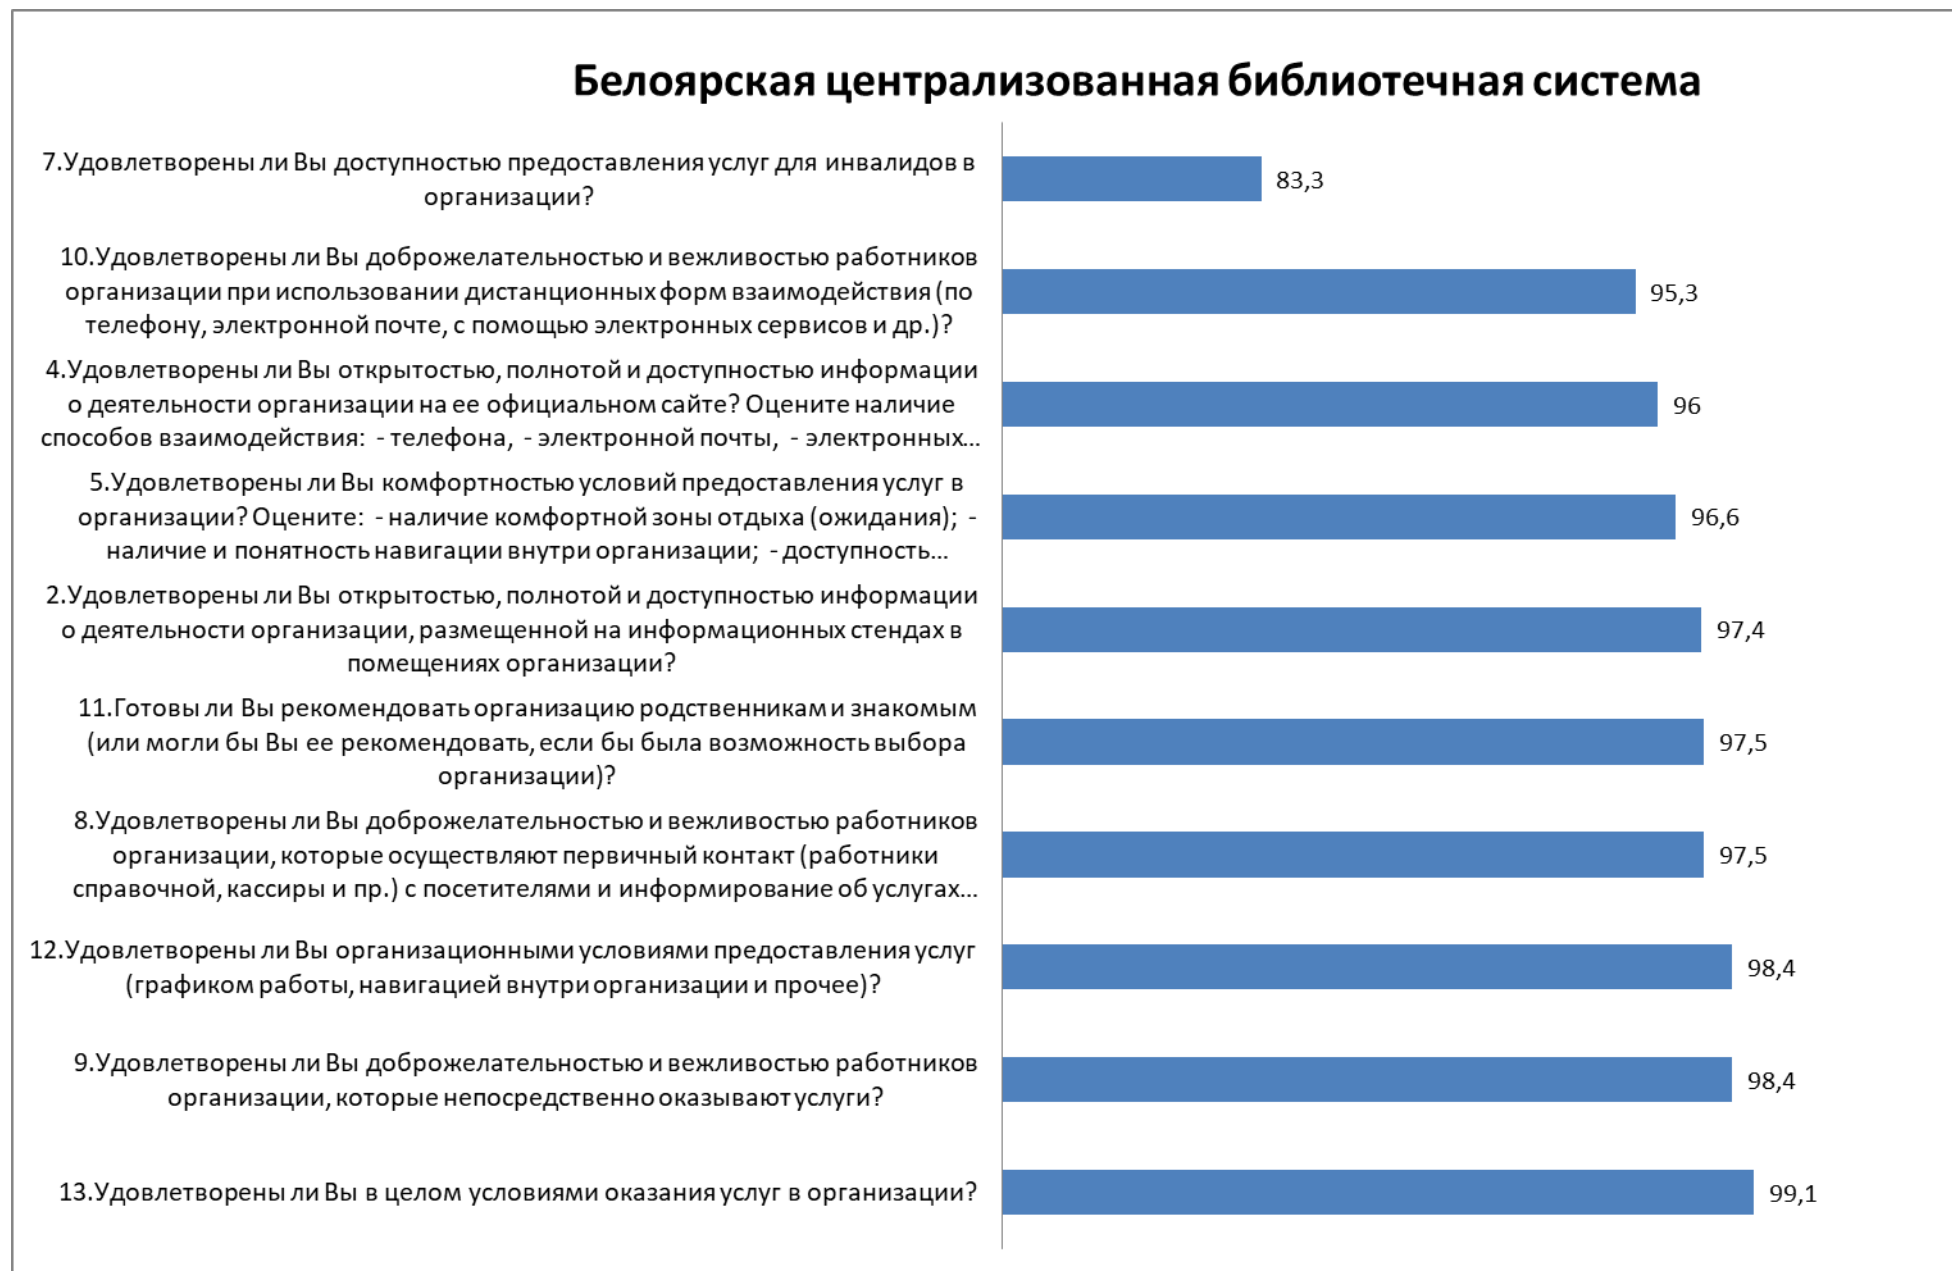 Белоярская централизованная библиотечная система
7.Удовлетворены ли Вы доступностью предоставления услуг для инвалидов в
организации?
83,3
10.Удовлетворены ли Вы доброжелательностью и вежливостью работников
организации при использовании дистанционных форм взаимодействия (по
телефону, электронной почте, с помощью электронных сервисов и др.)?
95,3
4.Удовлетворены ли Вы открытостью, полнотой и доступностью информации
о деятельности организации на ее официальном сайте? Оцените наличие
способов взаимодействия: - телефона, - электронной почты, - электронных...
96
5.Удовлетворены ли Вы комфортностью условий предоставления услуг в
организации? Оцените: - наличие комфортной зоны отдыха (ожидания); -
наличие и понятность навигации внутри организации; - доступность...
96,6
2.Удовлетворены ли Вы открытостью, полнотой и доступностью информации
о деятельности организации, размещенной на информационных стендах в
помещениях организации?
97,4
11.Готовы ли Вы рекомендовать организацию родственникам и знакомым
(или могли бы Вы ее рекомендовать, если бы была возможность выбора
организации)?
97,5
8.Удовлетворены ли Вы доброжелательностью и вежливостью работников
организации, которые осуществляют первичный контакт (работники
справочной, кассиры и пр.) с посетителями и информирование об услугах...
97,5
12.Удовлетворены ли Вы организационными условиями предоставления услуг
(графиком работы, навигацией внутри организации и прочее)?
98,4
9.Удовлетворены ли Вы доброжелательностью и вежливостью работников
организации, которые непосредственно оказывают услуги?
98,4
13.Удовлетворены ли Вы в целом условиями оказания услуг в организации?
99,1